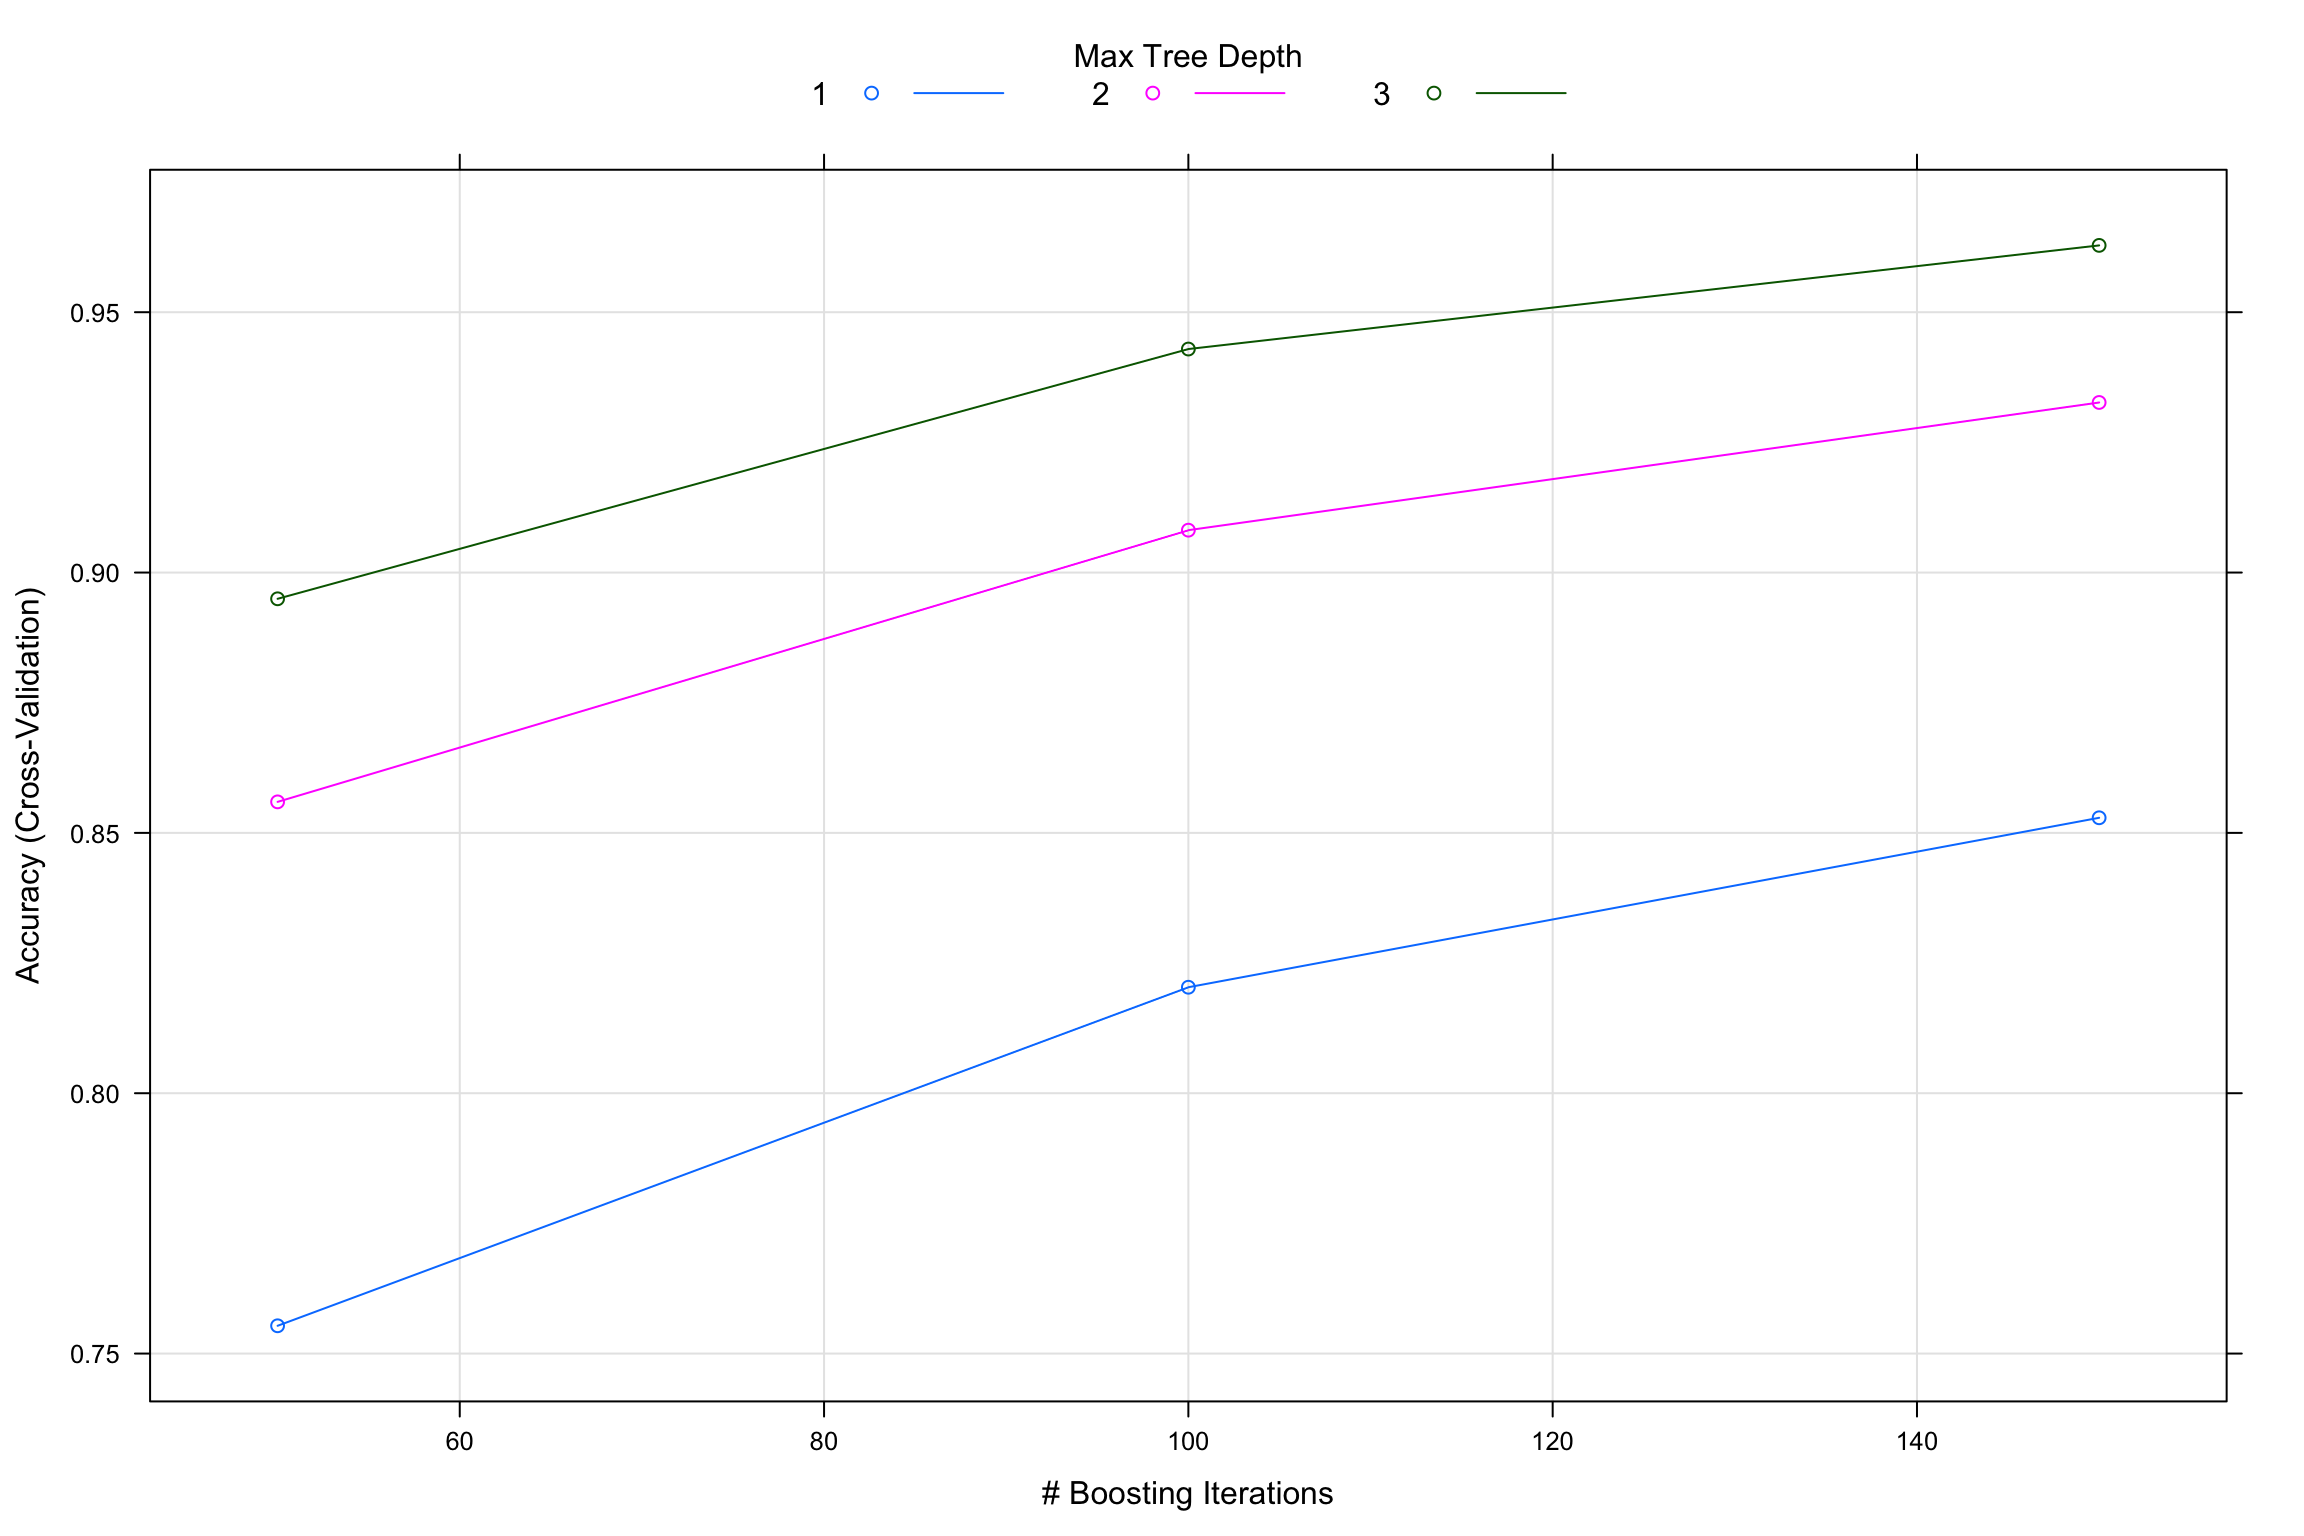 Max Tree Depth
1 2 3
0.95
0.90
0.85
0.80
0.75
Accuracy (Cross-Validation)
60 80 100 120 140
# Boosting Iterations